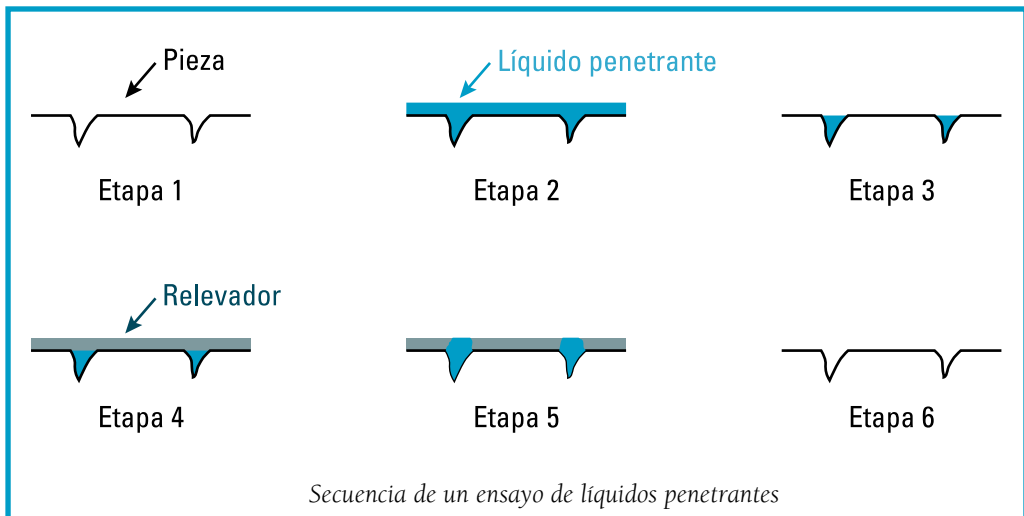 Pieza
Líquido penetrante
Etapa 1
Etapa 2
Etapa 3
Relevador
Etapa 4
Etapa 5
Etapa 6
Secuencia de un ensayo de líquidos penetrantes